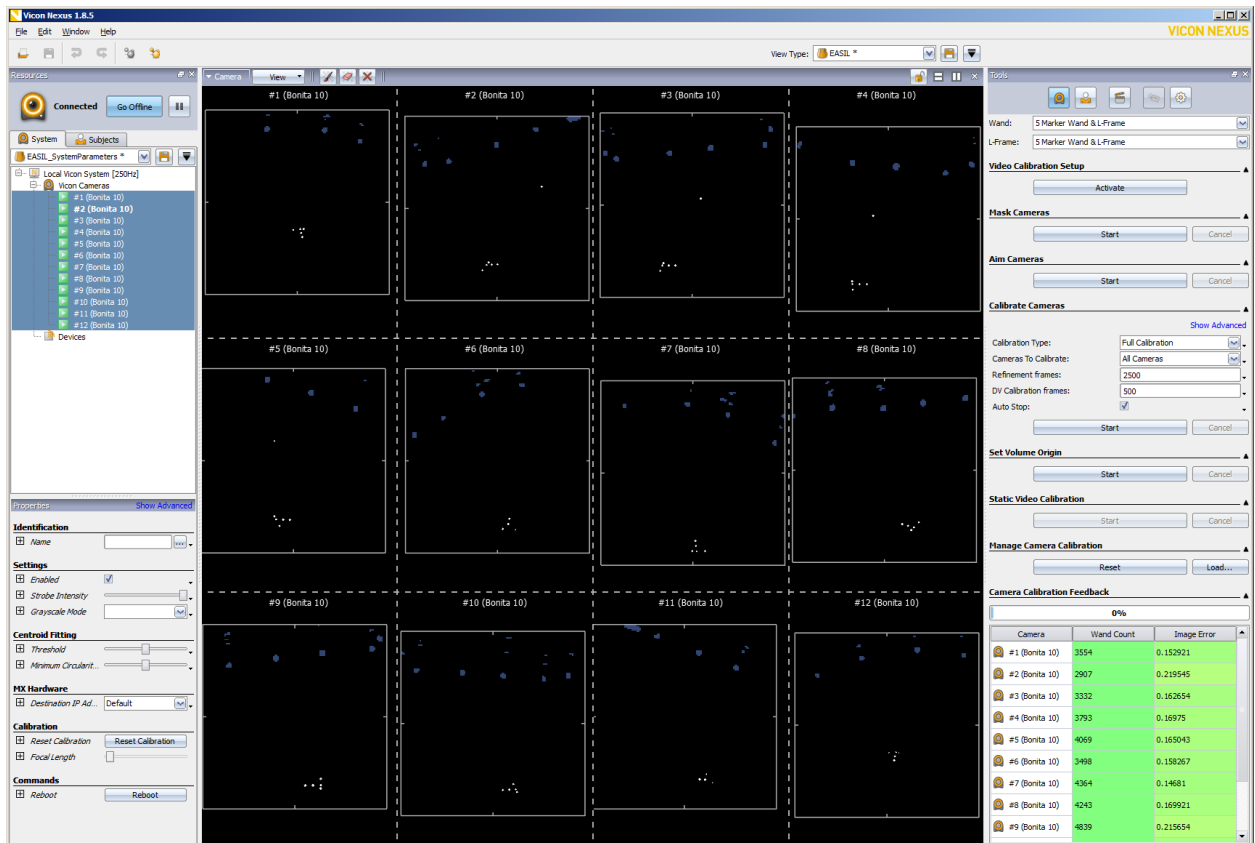 Vicon Nexus 1.8.5
File Edit Window Help
VICON NEXUS
View Type: EASIL *
Resources
Connected Go Offline
System Subjects
EASIL_SystemParameters *
Local Vicon System [250Hz]
Vicon Cameras
#1 (Bonita 10)
#2 (Bonita 10)
#3 (Bonita 10)
#4 (Bonita 10)
#5 (Bonita 10)
#6 (Bonita 10)
#7 (Bonita 10)
#8 (Bonita 10)
#9 (Bonita 10)
#10 (Bonita 10)
#11 (Bonita 10)
#12 (Bonita 10)
Devices
Properties Show Advanced
Identification
Name
Settings
Enabled
Strobe Intensity
Grayscale Mode
Centroid Fitting
Threshold
Minimum Circularit...
MX Hardware
Destination IP Ad... Default
Calibration
Reset Calibration Reset Calibration
Focal Length
Commands
Reboot Reboot
Camera View
#1 (Bonita 10) #2 (Bonita 10) #3 (Bonita 10) #4 (Bonita 10)
#5 (Bonita 10) #6 (Bonita 10) #7 (Bonita 10) #8 (Bonita 10)
#9 (Bonita 10) #10 (Bonita 10) #11 (Bonita 10) #12 (Bonita 10)
Tools
Wand: 5 Marker Wand & L-Frame
L-Frame: 5 Marker Wand & L-Frame
Video Calibration Setup
Activate
Mask Cameras
Start Cancel
Aim Cameras
Start Cancel
Calibrate Cameras
Show Advanced
Calibration Type: Full Calibration
Cameras To Calibrate: All Cameras
Refinement frames: 2500
DV Calibration frames: 500
Auto Stop:
Start Cancel
Set Volume Origin
Start Cancel
Static Video Calibration
Start Cancel
Manage Camera Calibration
Reset Load...
Camera Calibration Feedback
0%
Camera Wand Count Image Error
#1 (Bonita 10) 3554 0.152921
#2 (Bonita 10) 2907 0.219545
#3 (Bonita 10) 3332 0.162654
#4 (Bonita 10) 3793 0.16975
#5 (Bonita 10) 4069 0.165043
#6 (Bonita 10) 3498 0.158267
#7 (Bonita 10) 4364 0.14681
#8 (Bonita 10) 4243 0.169921
#9 (Bonita 10) 4839 0.215654